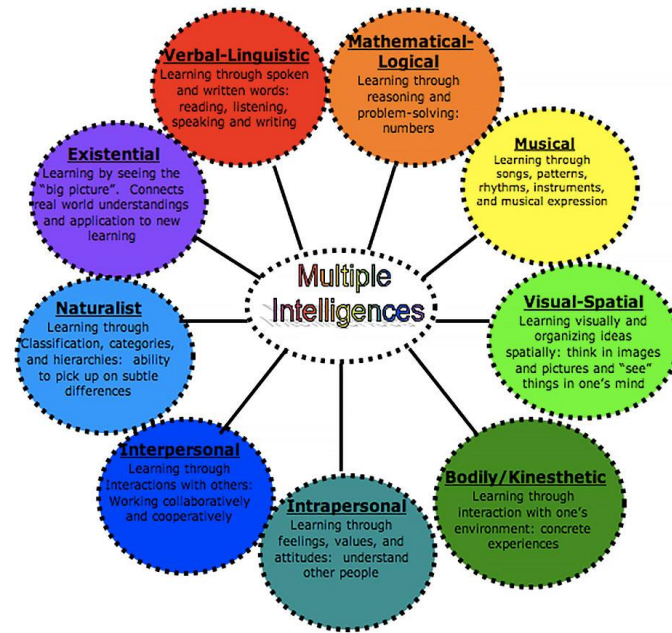 Verbal-Linguistic
Learning through spoken
and written words:
reading, listening,
speaking and writing
Mathematical-
Logical
Learning through
reasoning and
problem-solving:
numbers
Musical
Learning through
songs, patterns,
rhythms, instruments,
and musical expression
Visual-Spatial
Learning visually and
organizing ideas
spatially: think in images
and pictures and “see”
things in one’s mind
Bodily/Kinesthetic
Learning through
interaction with one’s
environment: concrete
experiences
Intrapersonal
Learning through
feelings, values, and
attitudes: understand
other people
Interpersonal
Learning through
Interactions with others:
Working collaboratively
and cooperatively
Naturalist
Learning through
Classification, categories,
and hierarchies: ability
to pick up on subtle
differences
Existential
Learning by seeing the
“big picture”. Connects
real world understandings
and application to new
learning
Multiple
Intelligences